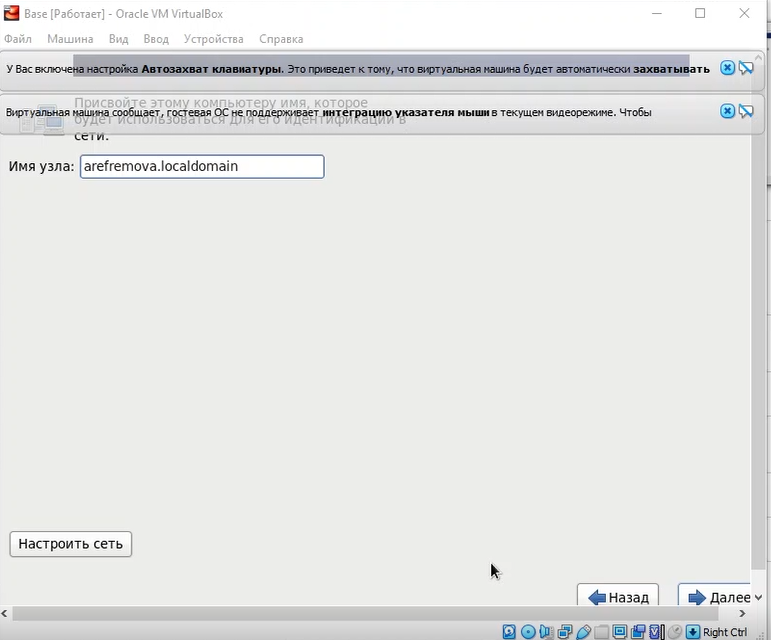 Base [Работает] - Oracle VM VirtualBox
Файл Машина Вид Ввод Устройства Справка
У Вас включена настройка Автозахват клавиатуры. Это приведет к тому, что виртуальная машина будет автоматически захватывать
Присвойте этому компьютеру имя, которое
Виртуальная машина сообщает, гостевая ОС не поддерживает интеграцию указателя мыши в текущем видеорежиме. Чтобы
будет использоваться для его идентификации в
сети.
Имя узла: arefremova.localdomain
Настроить сеть
Назад Далее
Right Ctrl